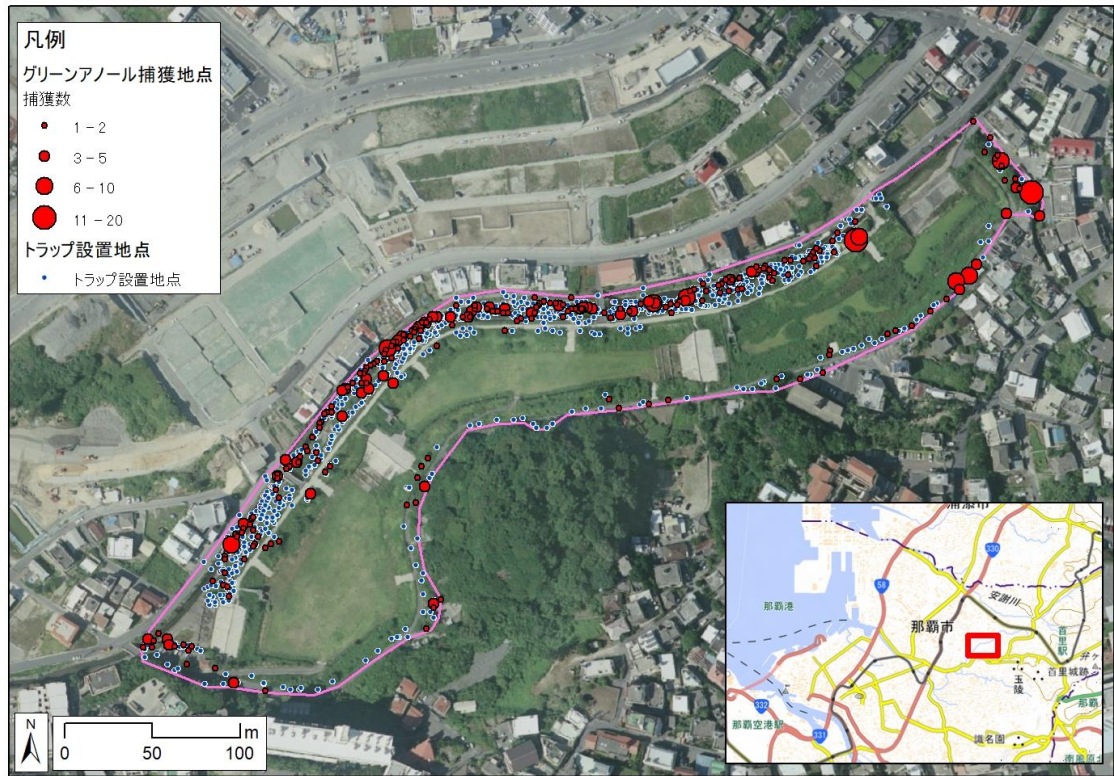 凡例
グリーンアノール捕獲地点
捕獲数
1 - 2
3 - 5
6 - 10
11 - 20
トラップ設置地点
トラップ設置地点
N
0 50 100 m
浦添市
330
58
安謝川
那覇港
那覇市
首里駅
首里城跡
玉陵
332
那覇空港駅
331
識名園
那覇
南風原北